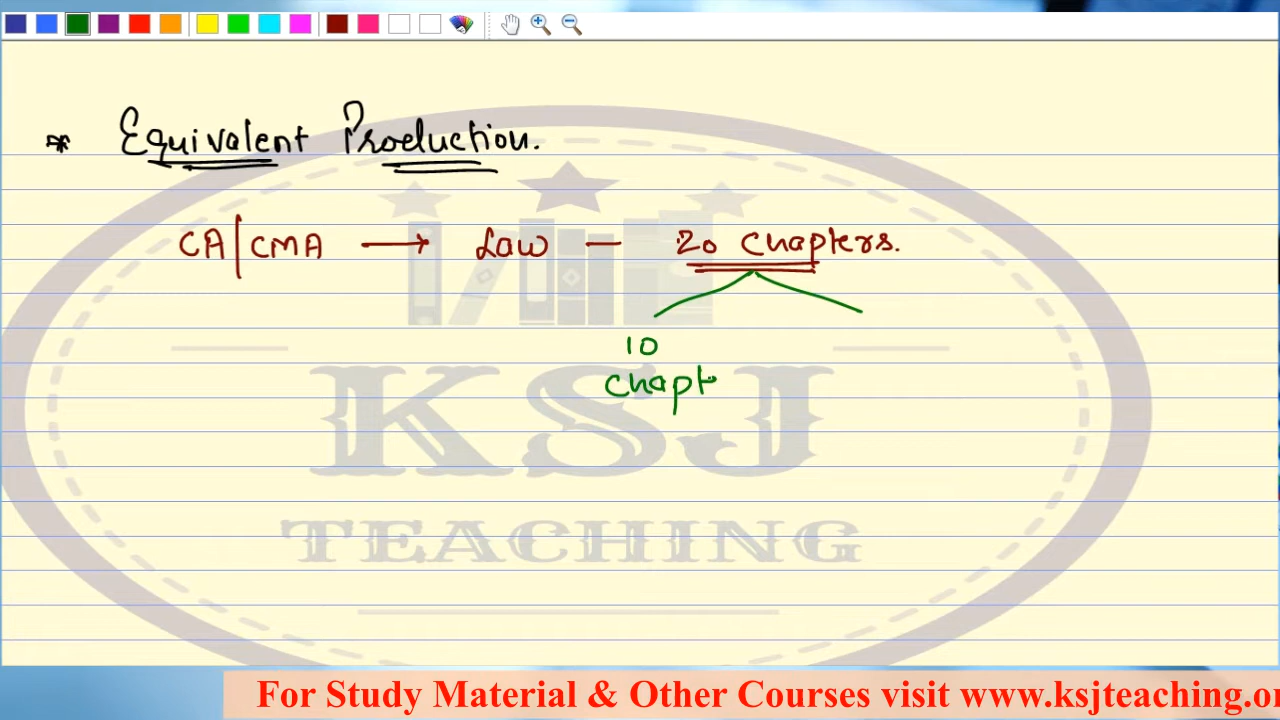 * Equivalent Production.
CA|CMA → Law – 20 Chapters.
10
Chapt
KSJ
TEACHING
For Study Material & Other Courses visit www.ksjteaching.or